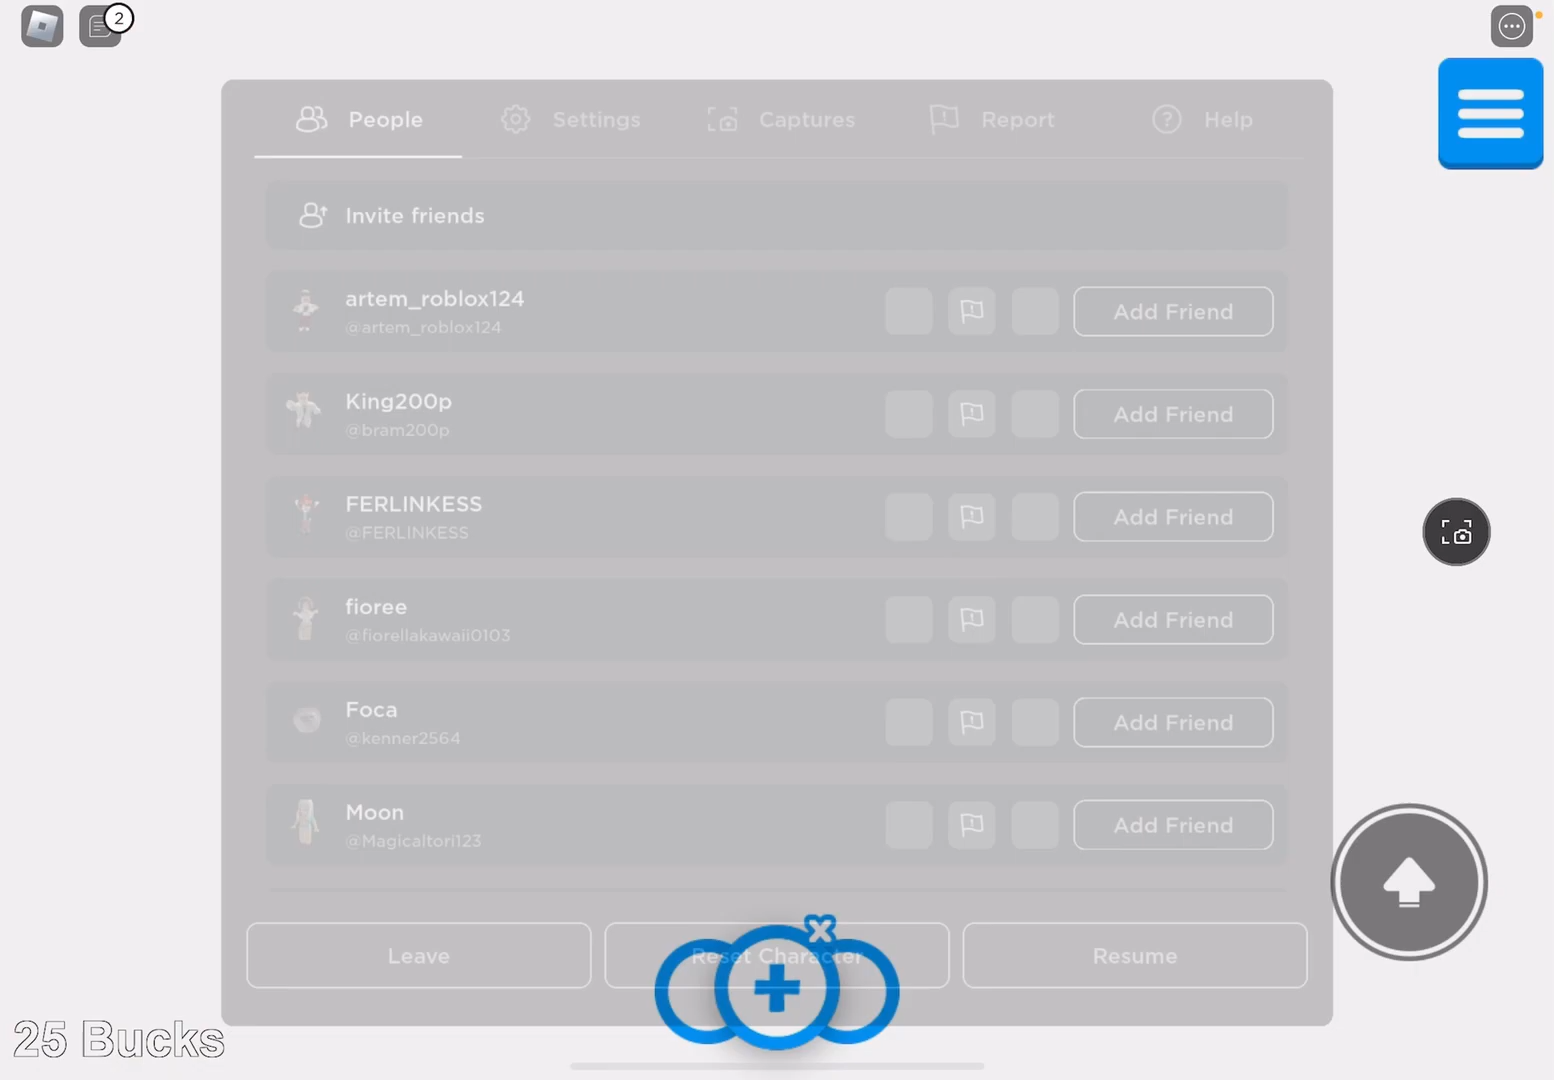 2
People
Settings
Captures
Report
? Help
Invite friends
artem_roblox124
@artem_roblox124
Add Friend
King200p
@bram200p
Add Friend
FERLINKESS
@FERLINKESS
Add Friend
fioree
@fiorellakawaii0103
Add Friend
Foca
@kenner2564
Add Friend
Moon
@Magicaltori123
Add Friend
Leave
Reset Character
Resume
25 Bucks